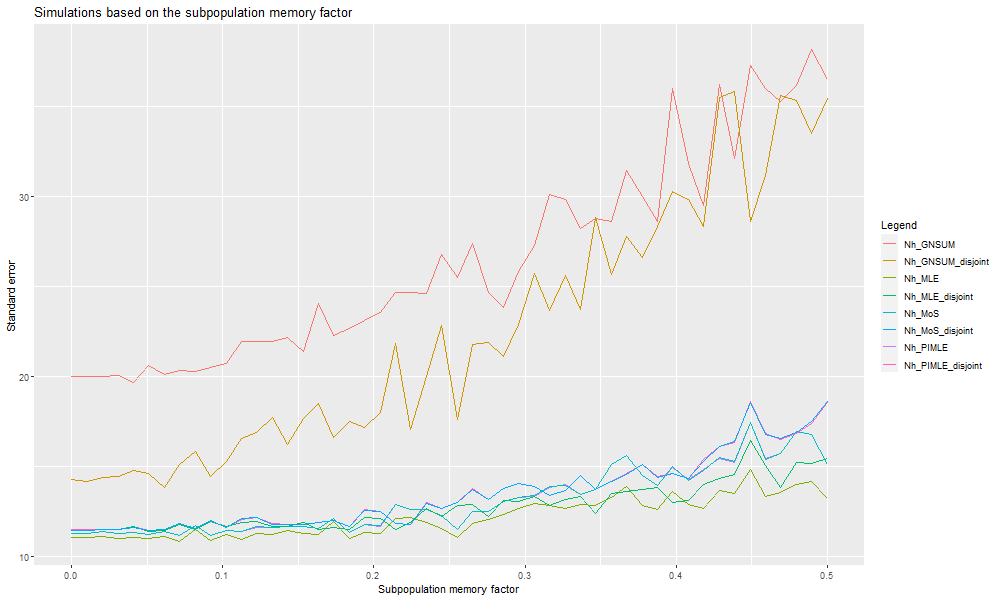 Simulations based on the subpopulation memory factor
Standard error
30
20
10
0.0
0.1
0.2
0.3
0.4
0.5
Subpopulation memory factor
Legend
Nh_GNSUM
Nh_GNSUM_disjoint
Nh_MLE
Nh_MLE_disjoint
Nh_MoS
Nh_MoS_disjoint
Nh_PIMLE
Nh_PIMLE_disjoint